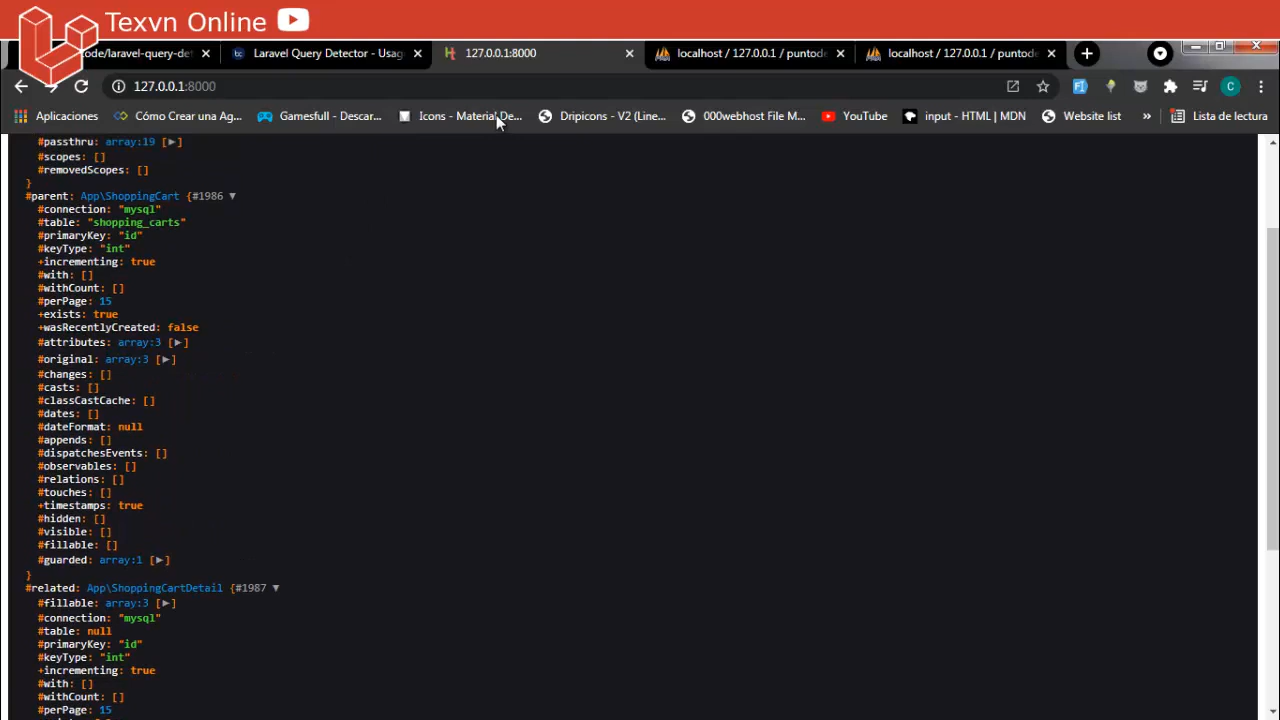 Texvn Online
ode/laravel-query-de
Laravel Query Detector - Usag
127.0.0.1:8000
localhost / 127.0.0.1 / puntode
localhost / 127.0.0.1 / puntode
127.0.0.1:8000
C
Aplicaciones
Cómo Crear una Ag...
Gamesfull - Descar...
Icons - Material De...
Dripicons - V2 (Line...
000webhost File M...
YouTube
input - HTML | MDN
Website list
»
Lista de lectura
#passthru: array:19 [▶]
#scopes: []
#removedScopes: []
}
#parent: App\ShoppingCart {#1986 ▼
#connection: "mysql"
#table: "shopping_carts"
#primaryKey: "id"
#keyType: "int"
+incrementing: true
#with: []
#withCount: []
#perPage: 15
+exists: true
+wasRecentlyCreated: false
#attributes: array:3 [▶]
#original: array:3 [▶]
#changes: []
#casts: []
#classCastCache: []
#dates: []
#dateFormat: null
#appends: []
#dispatchesEvents: []
#observables: []
#relations: []
#touches: []
+timestamps: true
#hidden: []
#visible: []
#fillable: []
#guarded: array:1 [▶]
}
#related: App\ShoppingCartDetail {#1987 ▼
#fillable: array:3 [▶]
#connection: "mysql"
#table: null
#primaryKey: "id"
#keyType: "int"
+incrementing: true
#with: []
#withCount: []
#perPage: 15